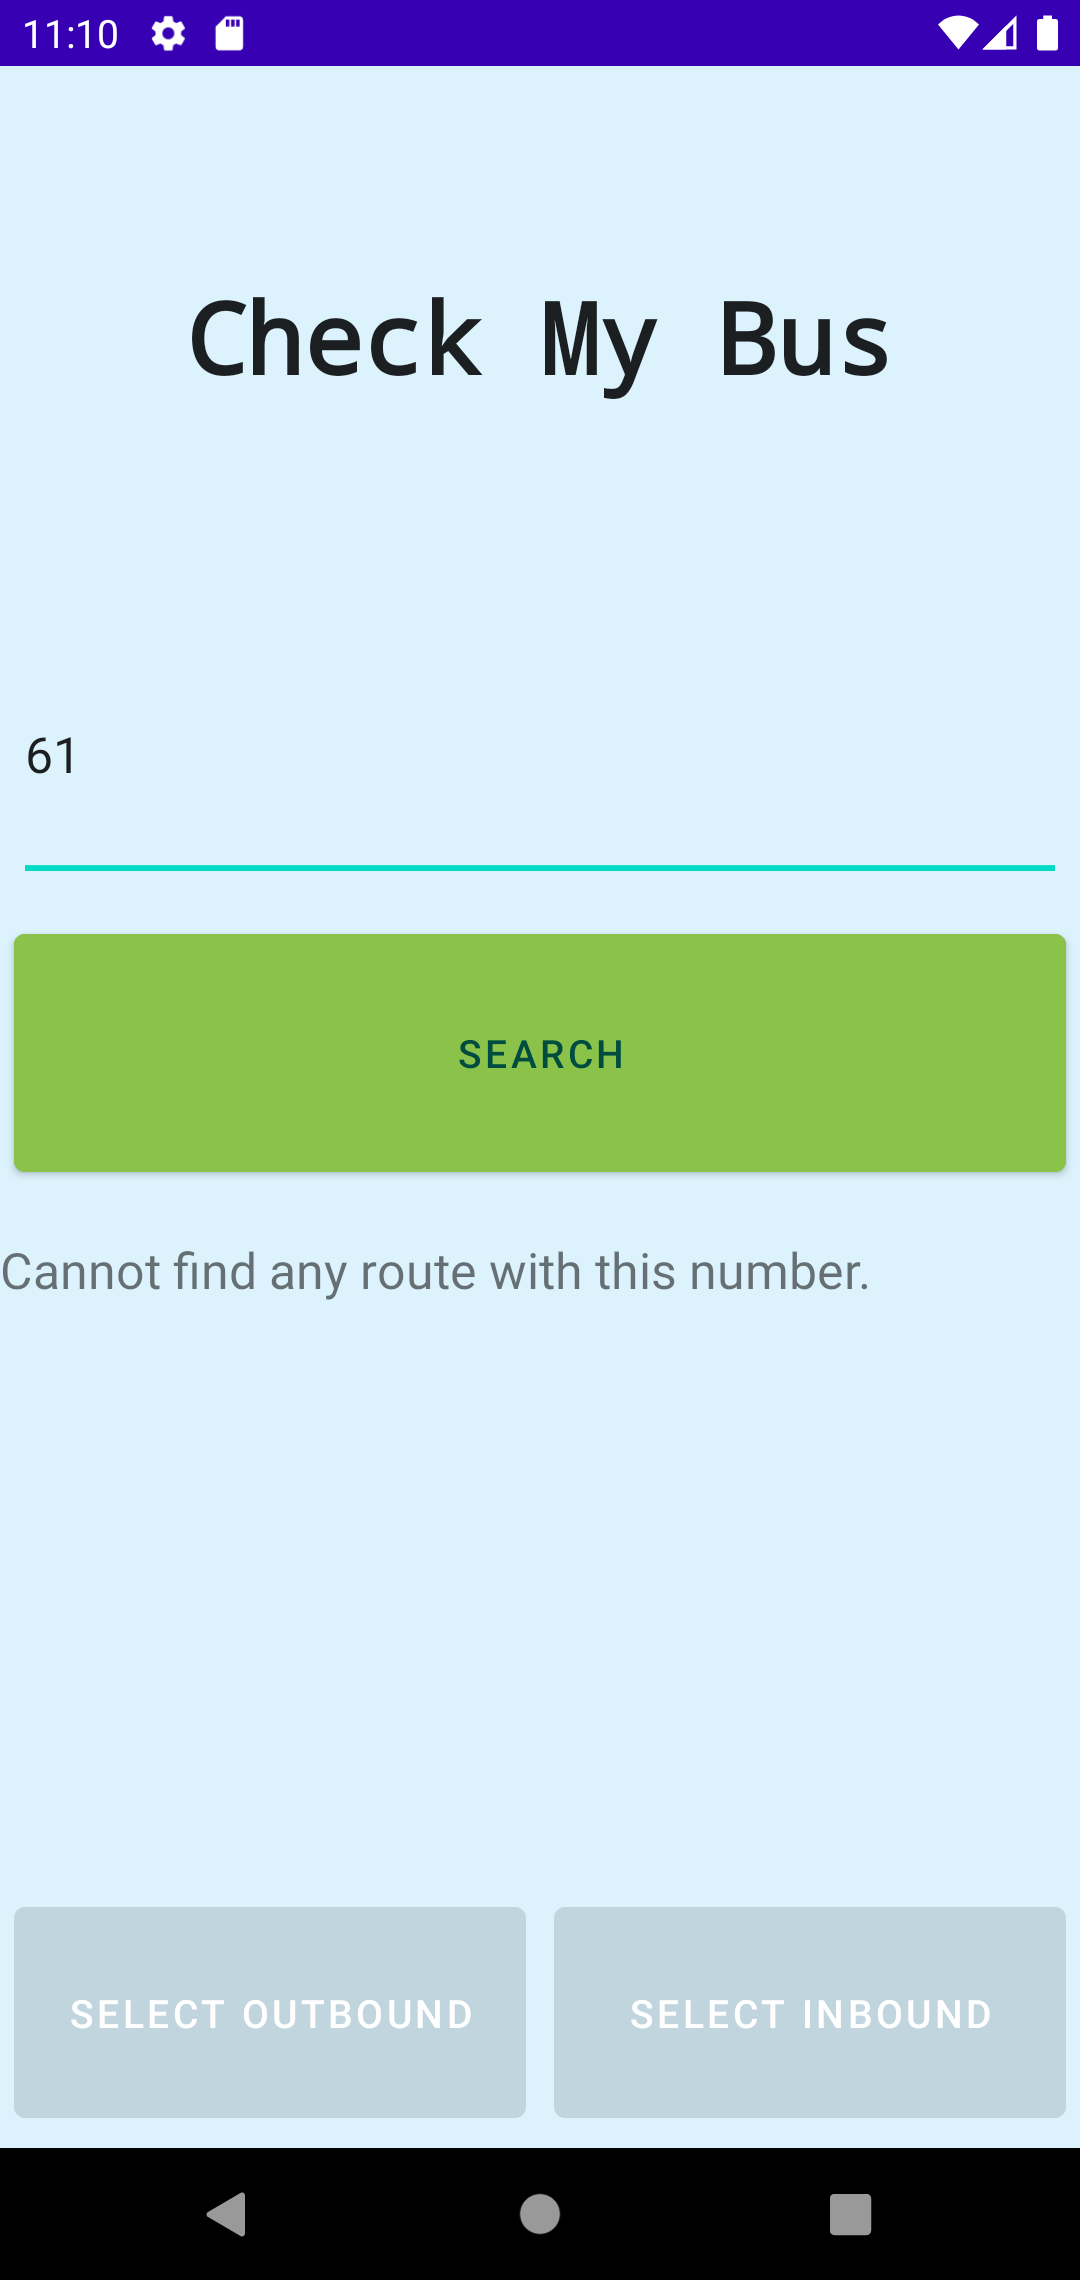 11:10
Check My Bus
61
SEARCH
Cannot find any route with this number.
SELECT OUTBOUND
SELECT INBOUND